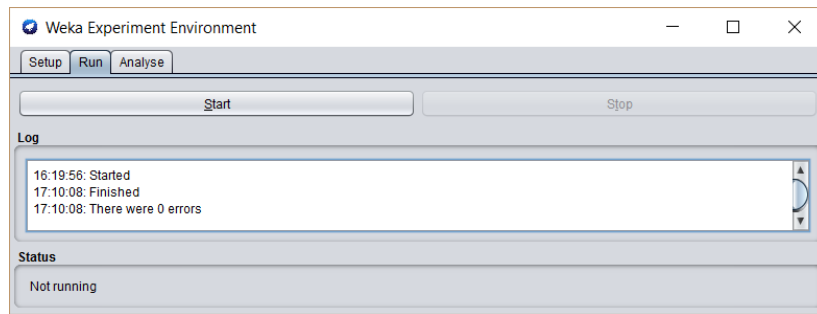 Weka Experiment Environment
Setup Run Analyse
Start Stop
Log
16:19:56: Started
17:10:08: Finished
17:10:08: There were 0 errors
Status
Not running